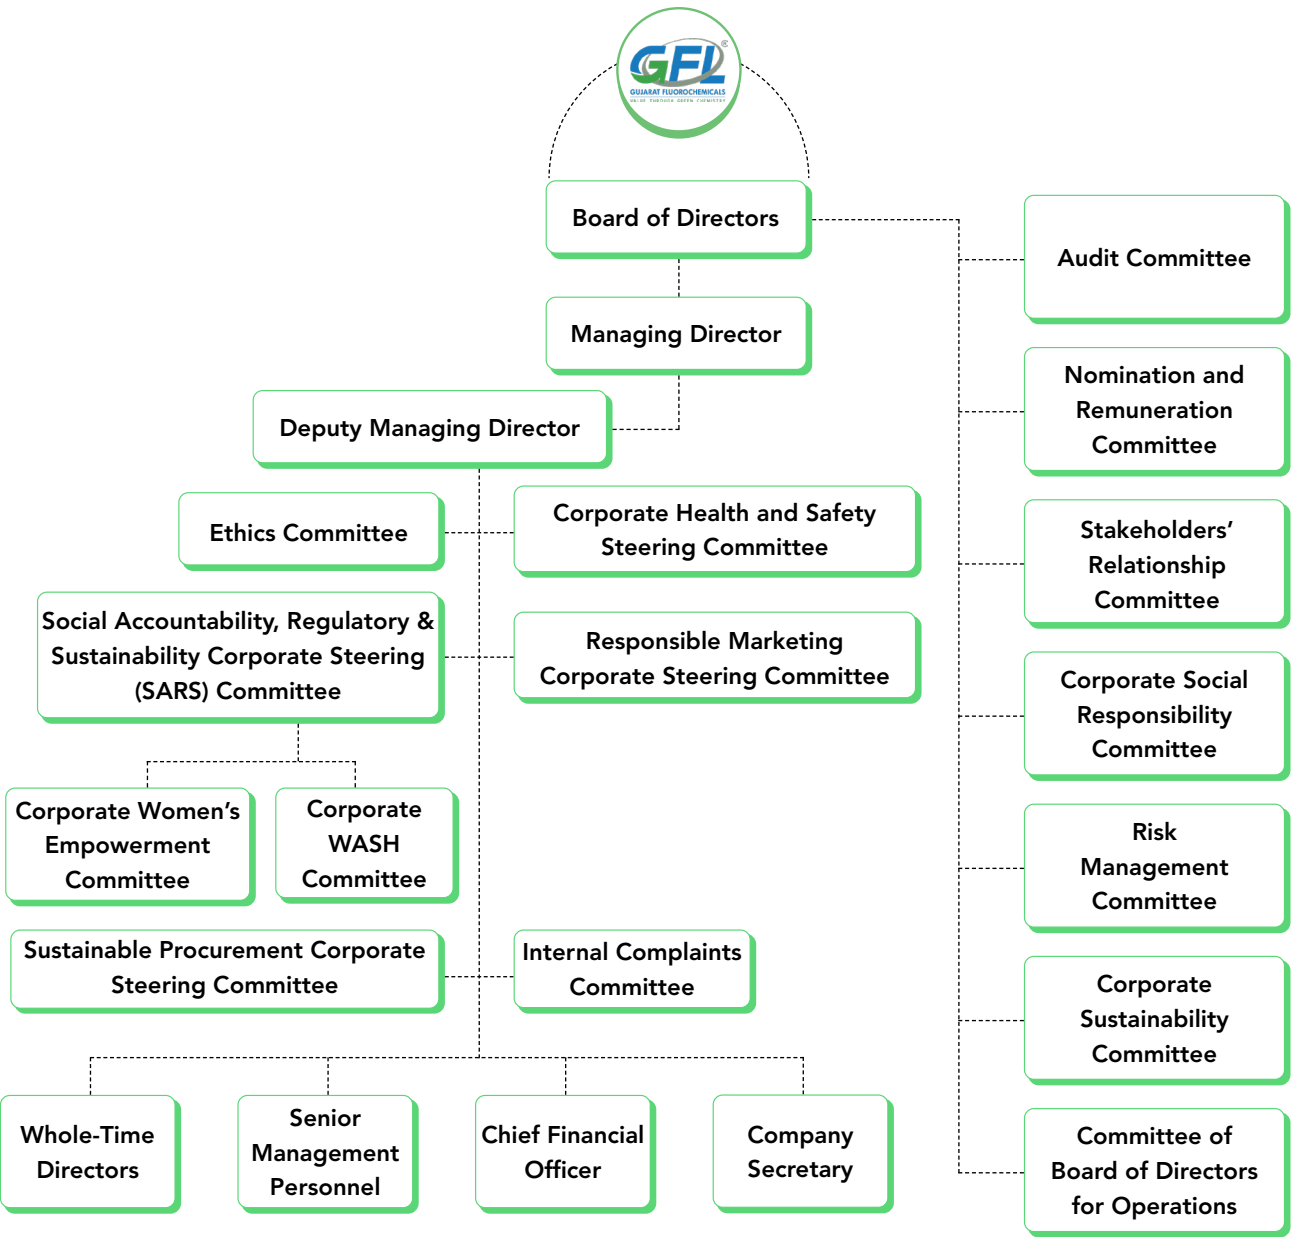 GFL
®
GUJARAT FLUOROCHEMICALS
VALUE THROUGH GREEN CHEMISTRY
Board of Directors
Managing Director
Deputy Managing Director
Ethics Committee
Corporate Health and Safety
Steering Committee
Social Accountability, Regulatory &
Sustainability Corporate Steering
(SARS) Committee
Responsible Marketing
Corporate Steering Committee
Corporate Women’s
Empowerment
Committee
Corporate
WASH
Committee
Sustainable Procurement Corporate
Steering Committee
Internal Complaints
Committee
Whole-Time
Directors
Senior
Management
Personnel
Chief Financial
Officer
Company
Secretary
Audit Committee
Nomination and
Remuneration
Committee
Stakeholders’
Relationship
Committee
Corporate Social
Responsibility
Committee
Risk
Management
Committee
Corporate
Sustainability
Committee
Committee of
Board of Directors
for Operations